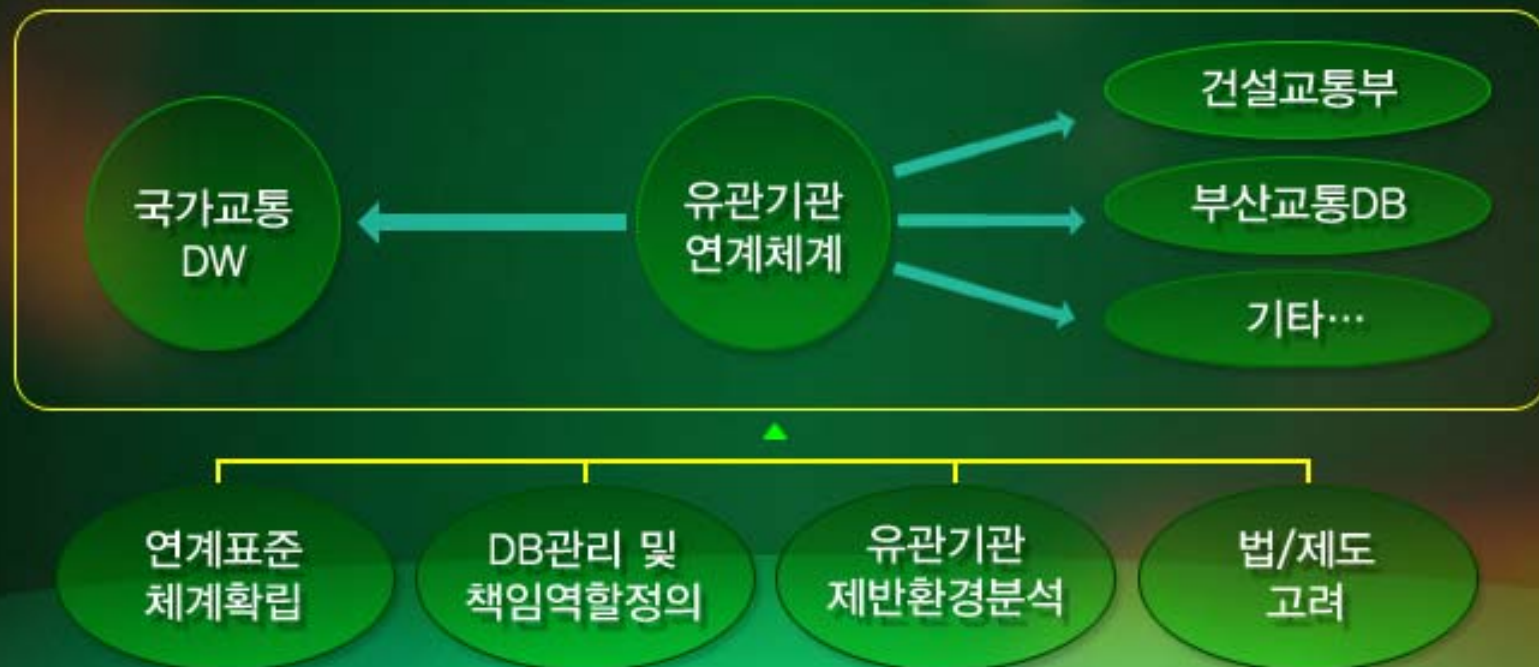 국가교통
DW
유관기관
연계체계
건설교통부
부산교통DB
기타…
연계표준
체계확립
DB관리 및
책임역할정의
유관기관
제반환경분석
법/제도
고려